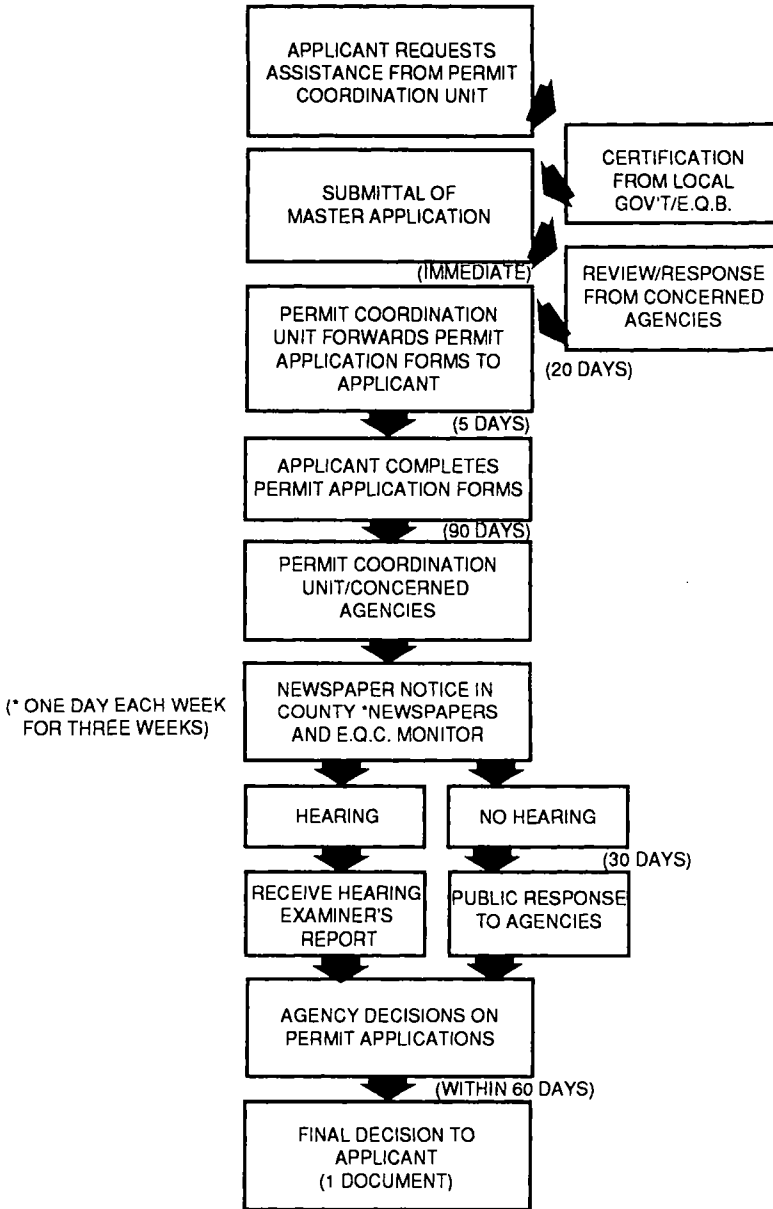 APPLICANT REQUESTS
ASSISTANCE FROM PERMIT
COORDINATION UNIT
CERTIFICATION
FROM LOCAL
GOV'T/E.Q.B.
SUBMITTAL OF
MASTER APPLICATION
(IMMEDIATE)
REVIEW/RESPONSE
FROM CONCERNED
AGENCIES
(20 DAYS)
PERMIT COORDINATION
UNIT FORWARDS PERMIT
APPLICATION FORMS TO
APPLICANT
(5 DAYS)
APPLICANT COMPLETES
PERMIT APPLICATION FORMS
(90 DAYS)
PERMIT COORDINATION
UNIT/CONCERNED
AGENCIES
(* ONE DAY EACH WEEK
FOR THREE WEEKS)
NEWSPAPER NOTICE IN
COUNTY *NEWSPAPERS
AND E.Q.C. MONITOR
HEARING
NO HEARING
(30 DAYS)
RECEIVE HEARING
EXAMINER'S
REPORT
PUBLIC RESPONSE
TO AGENCIES
AGENCY DECISIONS ON
PERMIT APPLICATIONS
(WITHIN 60 DAYS)
FINAL DECISION TO
APPLICANT
(1 DOCUMENT)